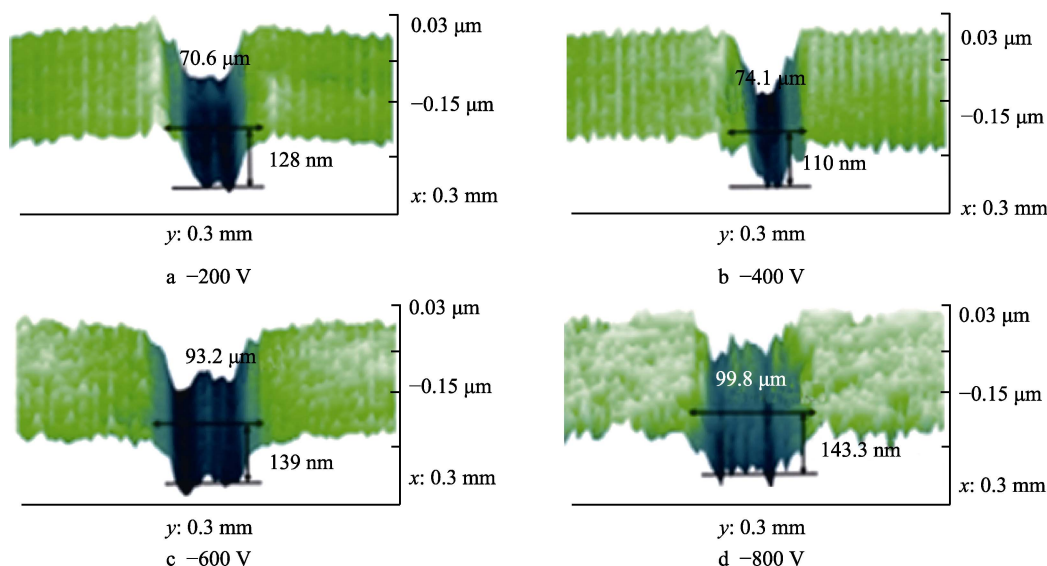 0.03 μm
70.6 μm
−0.15 μm
128 nm
x: 0.3 mm
y: 0.3 mm
a −200 V
0.03 μm
74.1 μm
−0.15 μm
110 nm
x: 0.3 mm
y: 0.3 mm
b −400 V
0.03 μm
93.2 μm
−0.15 μm
139 nm
x: 0.3 mm
y: 0.3 mm
c −600 V
0.03 μm
99.8 μm
−0.15 μm
143.3 nm
x: 0.3 mm
y: 0.3 mm
d −800 V